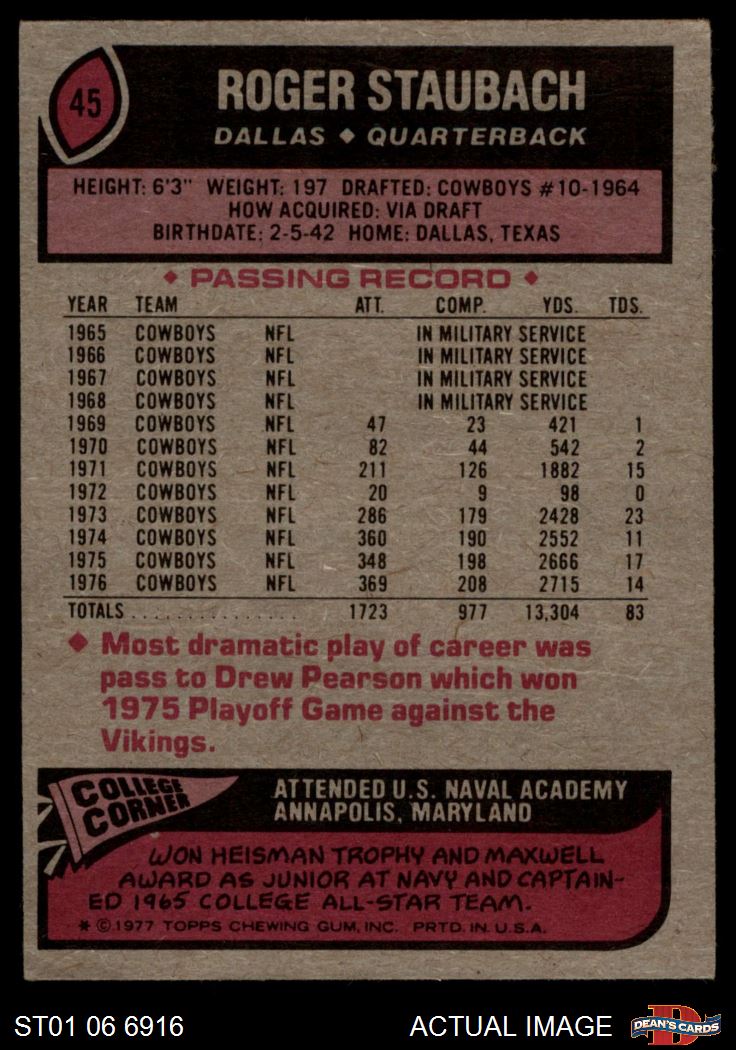 45
ROGER STAUBACH
DALLAS ♦ QUARTERBACK
HEIGHT: 6'3" WEIGHT: 197 DRAFTED: COWBOYS #10-1964
HOW ACQUIRED: VIA DRAFT
BIRTHDATE: 2-5-42 HOME: DALLAS, TEXAS
♦ PASSING RECORD ♦
YEAR TEAM ATT. COMP. YDS. TDS.
1965 COWBOYS NFL IN MILITARY SERVICE
1966 COWBOYS NFL IN MILITARY SERVICE
1967 COWBOYS NFL IN MILITARY SERVICE
1968 COWBOYS NFL IN MILITARY SERVICE
1969 COWBOYS NFL 47 23 421 1
1970 COWBOYS NFL 82 44 542 2
1971 COWBOYS NFL 211 126 1882 15
1972 COWBOYS NFL 20 9 98 0
1973 COWBOYS NFL 286 179 2428 23
1974 COWBOYS NFL 360 190 2552 11
1975 COWBOYS NFL 348 198 2666 17
1976 COWBOYS NFL 369 208 2715 14
TOTALS................ 1723 977 13,304 83
♦ Most dramatic play of career was
pass to Drew Pearson which won
1975 Playoff Game against the
Vikings.
COLLEGE
CORNER
ATTENDED U.S. NAVAL ACADEMY
ANNAPOLIS, MARYLAND
WON HEISMAN TROPHY AND MAXWELL
AWARD AS JUNIOR AT NAVY AND CAPTAIN-
ED 1965 COLLEGE ALL-STAR TEAM.
* © 1977 TOPPS CHEWING GUM, INC. PRTD. IN U.S.A.
ST01 06 6916
ACTUAL IMAGE
D
DEAN'S CARDS